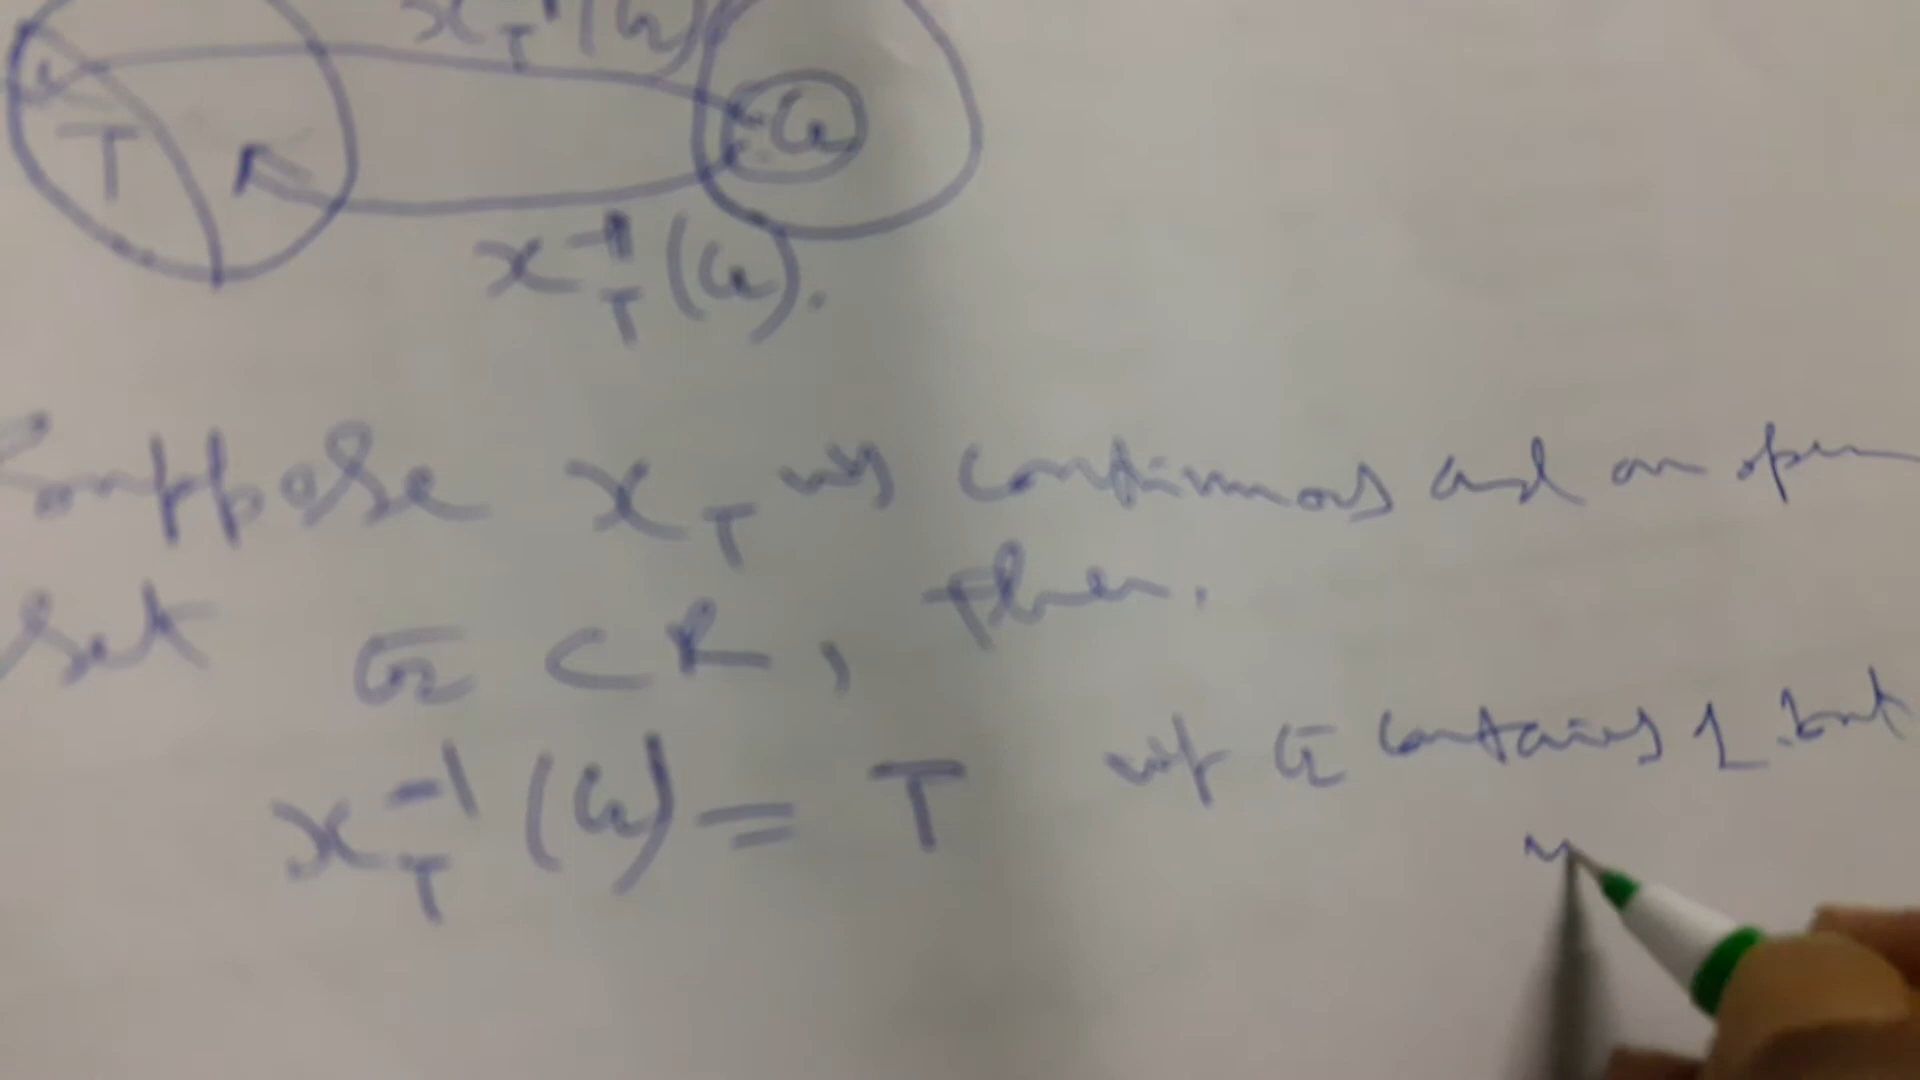 x_T^{-1}(G)
G
T
x_T^{-1}(G).
Suppose x_T is continuous and an open
set G ⊂ R, then.
x_T^{-1}(G) = T if G contains 1 but